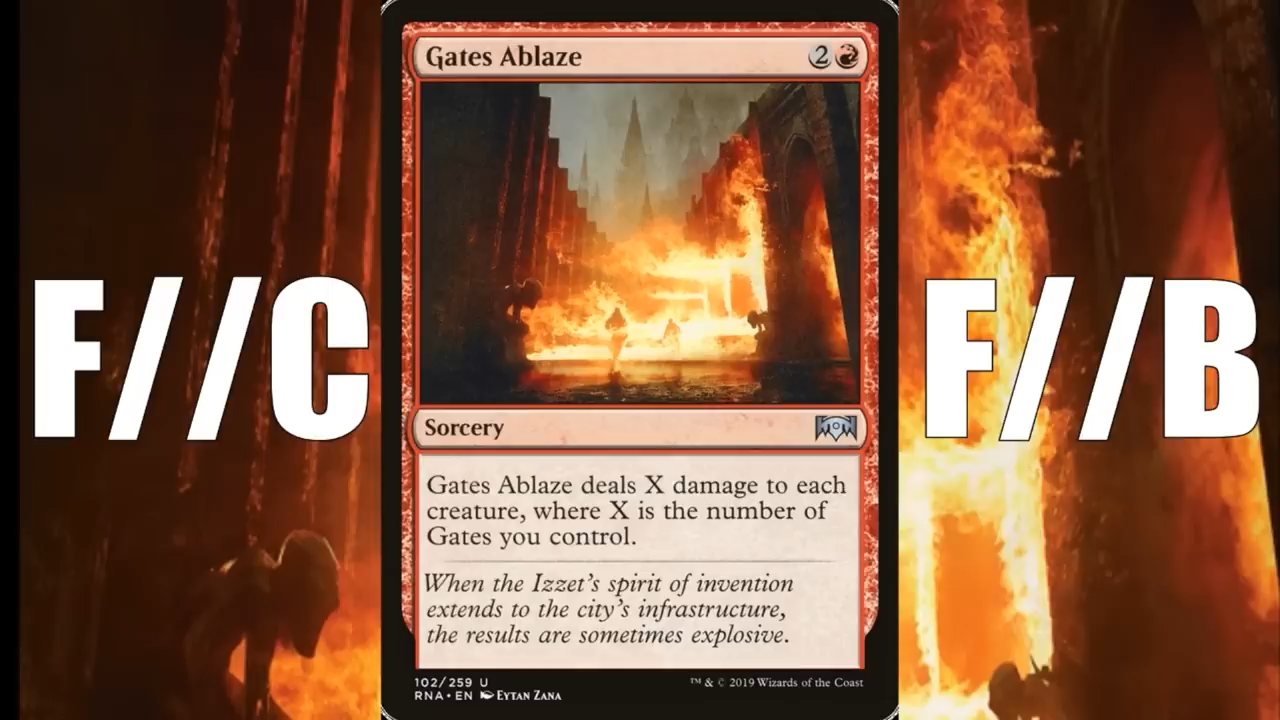 Gates Ablaze 2
F//C
F//B
Sorcery
Gates Ablaze deals X damage to each
creature, where X is the number of
Gates you control.
When the Izzet's spirit of invention
extends to the city's infrastructure,
the results are sometimes explosive.
102/259 U
RNA • EN EYTAN ZANA
™ & © 2019 Wizards of the Coast